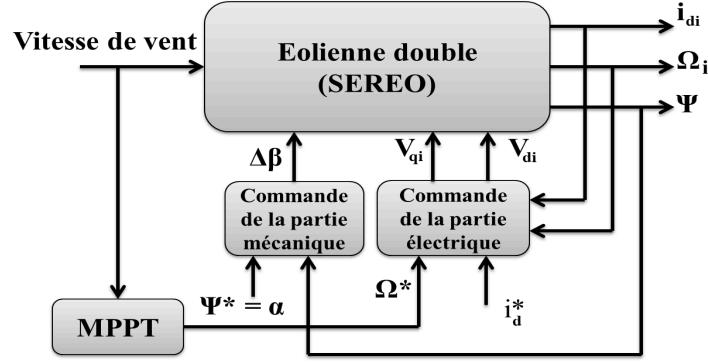 i_di
Vitesse de vent
Eolienne double
(SEREO)
Ω_i
Ψ
Δβ
V_qi
V_di
Commande
de la partie
mécanique
Commande
de la partie
électrique
Ψ* = α
Ω*
i_d*
MPPT